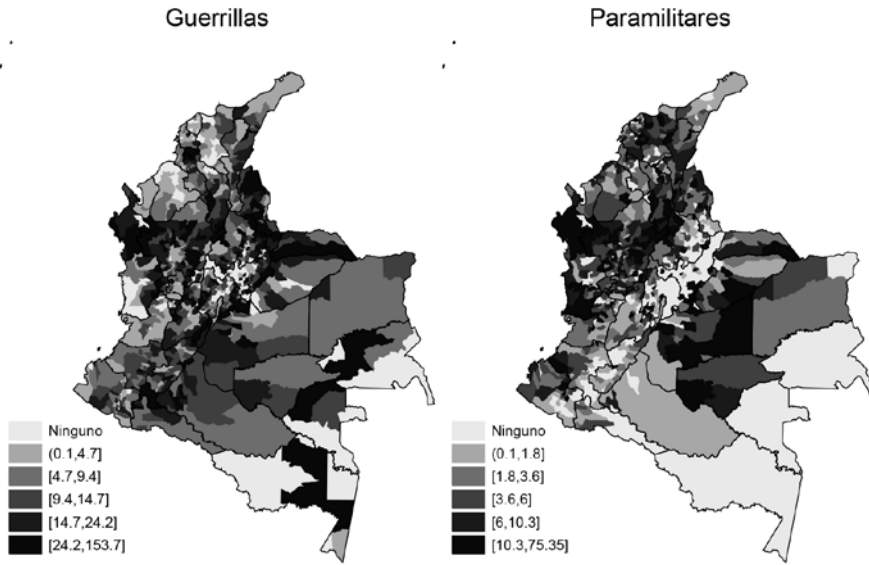 Guerrillas
Paramilitares
Ninguno
(0.1,4.7]
[4.7,9.4]
[9.4,14.7]
[14.7,24.2]
[24.2,153.7]
Ninguno
(0.1,1.8]
[1.8,3.6]
[3.6,6]
[6,10.3]
[10.3,75.35]